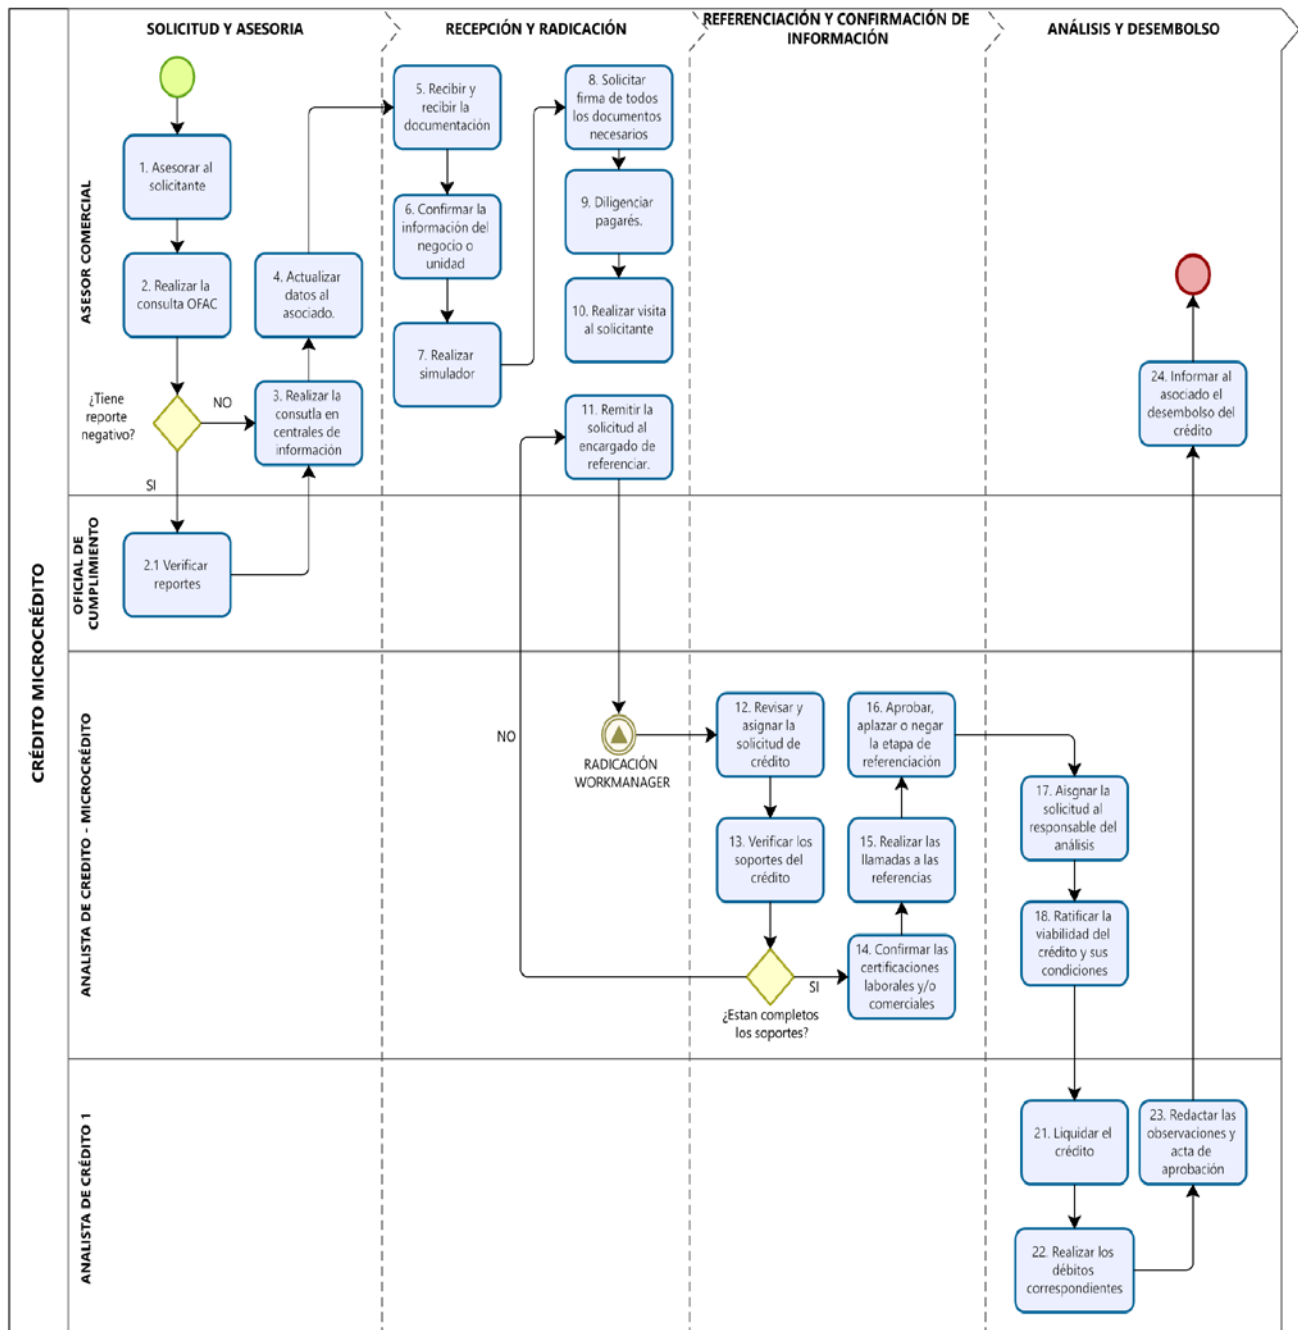 SOLICITUD Y ASESORIA
RECEPCIÓN Y RADICACIÓN
REFERENCIACIÓN Y CONFIRMACIÓN DE
INFORMACIÓN
ANÁLISIS Y DESEMBOLSO
CRÉDITO MICROCRÉDITO
ASESOR COMERCIAL
1. Asesorar al
solicitante
2. Realizar la
consulta OFAC
¿Tiene
reporte
negativo?
NO
SI
3. Realizar la
consutla en
centrales de
información
4. Actualizar
datos al
asociado.
5. Recibir y
recibir la
documentación
6. Confirmar la
información del
negocio o
unidad
7. Realizar
simulador
8. Solicitar
firma de todos
los documentos
necesarios
9. Diligenciar
pagarés.
10. Realizar visita
al solicitante
11. Remitir la
solicitud al
encargado de
referenciar.
24. Informar al
asociado el
desembolso del
crédito
OFICIAL DE
CUMPLIMIENTO
2.1 Verificar
reportes
ANALISTA DE CREDITO - MICROCRÉDITO
NO
RADICACIÓN
WORKMANAGER
12. Revisar y
asignar la
solicitud de
crédito
13. Verificar los
soportes del
crédito
¿Estan completos
los soportes?
SI
14. Confirmar las
certificaciones
laborales y/o
comerciales
15. Realizar las
llamadas a las
referencias
16. Aprobar,
aplazar o negar
la etapa de
referenciación
17. Aisgnar la
solicitud al
responsable del
análisis
18. Ratificar la
viabilidad del
crédito y sus
condiciones
ANALISTA DE CRÉDITO 1
21. Liquidar el
crédito
22. Realizar los
débitos
correspondientes
23. Redactar las
observaciones y
acta de
aprobación